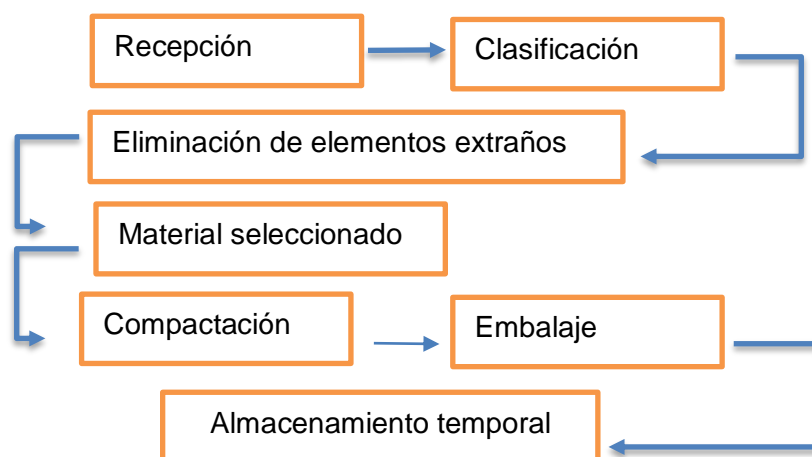 Recepción
Clasificación
Eliminación de elementos extraños
Material seleccionado
Compactación
Embalaje
Almacenamiento temporal